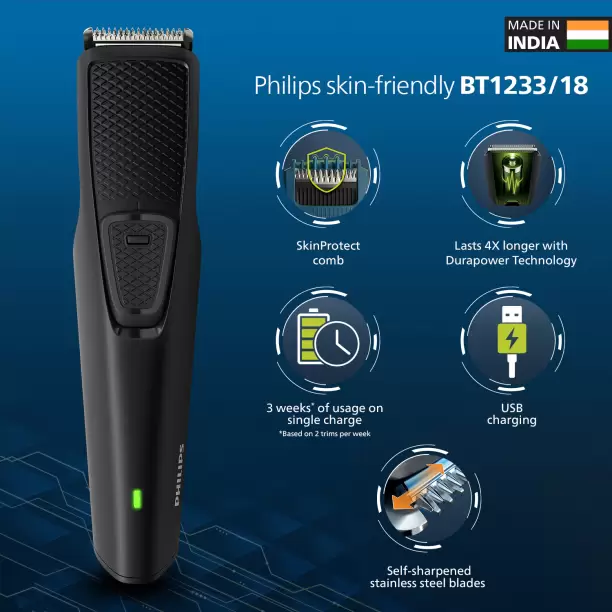 MADE IN
INDIA
Philips skin-friendly BT1233/18
SkinProtect
comb
Lasts 4X longer with
Durapower Technology
3 weeks* of usage on
single charge
*Based on 2 trims per week
USB
charging
PHILIPS
Self-sharpened
stainless steel blades